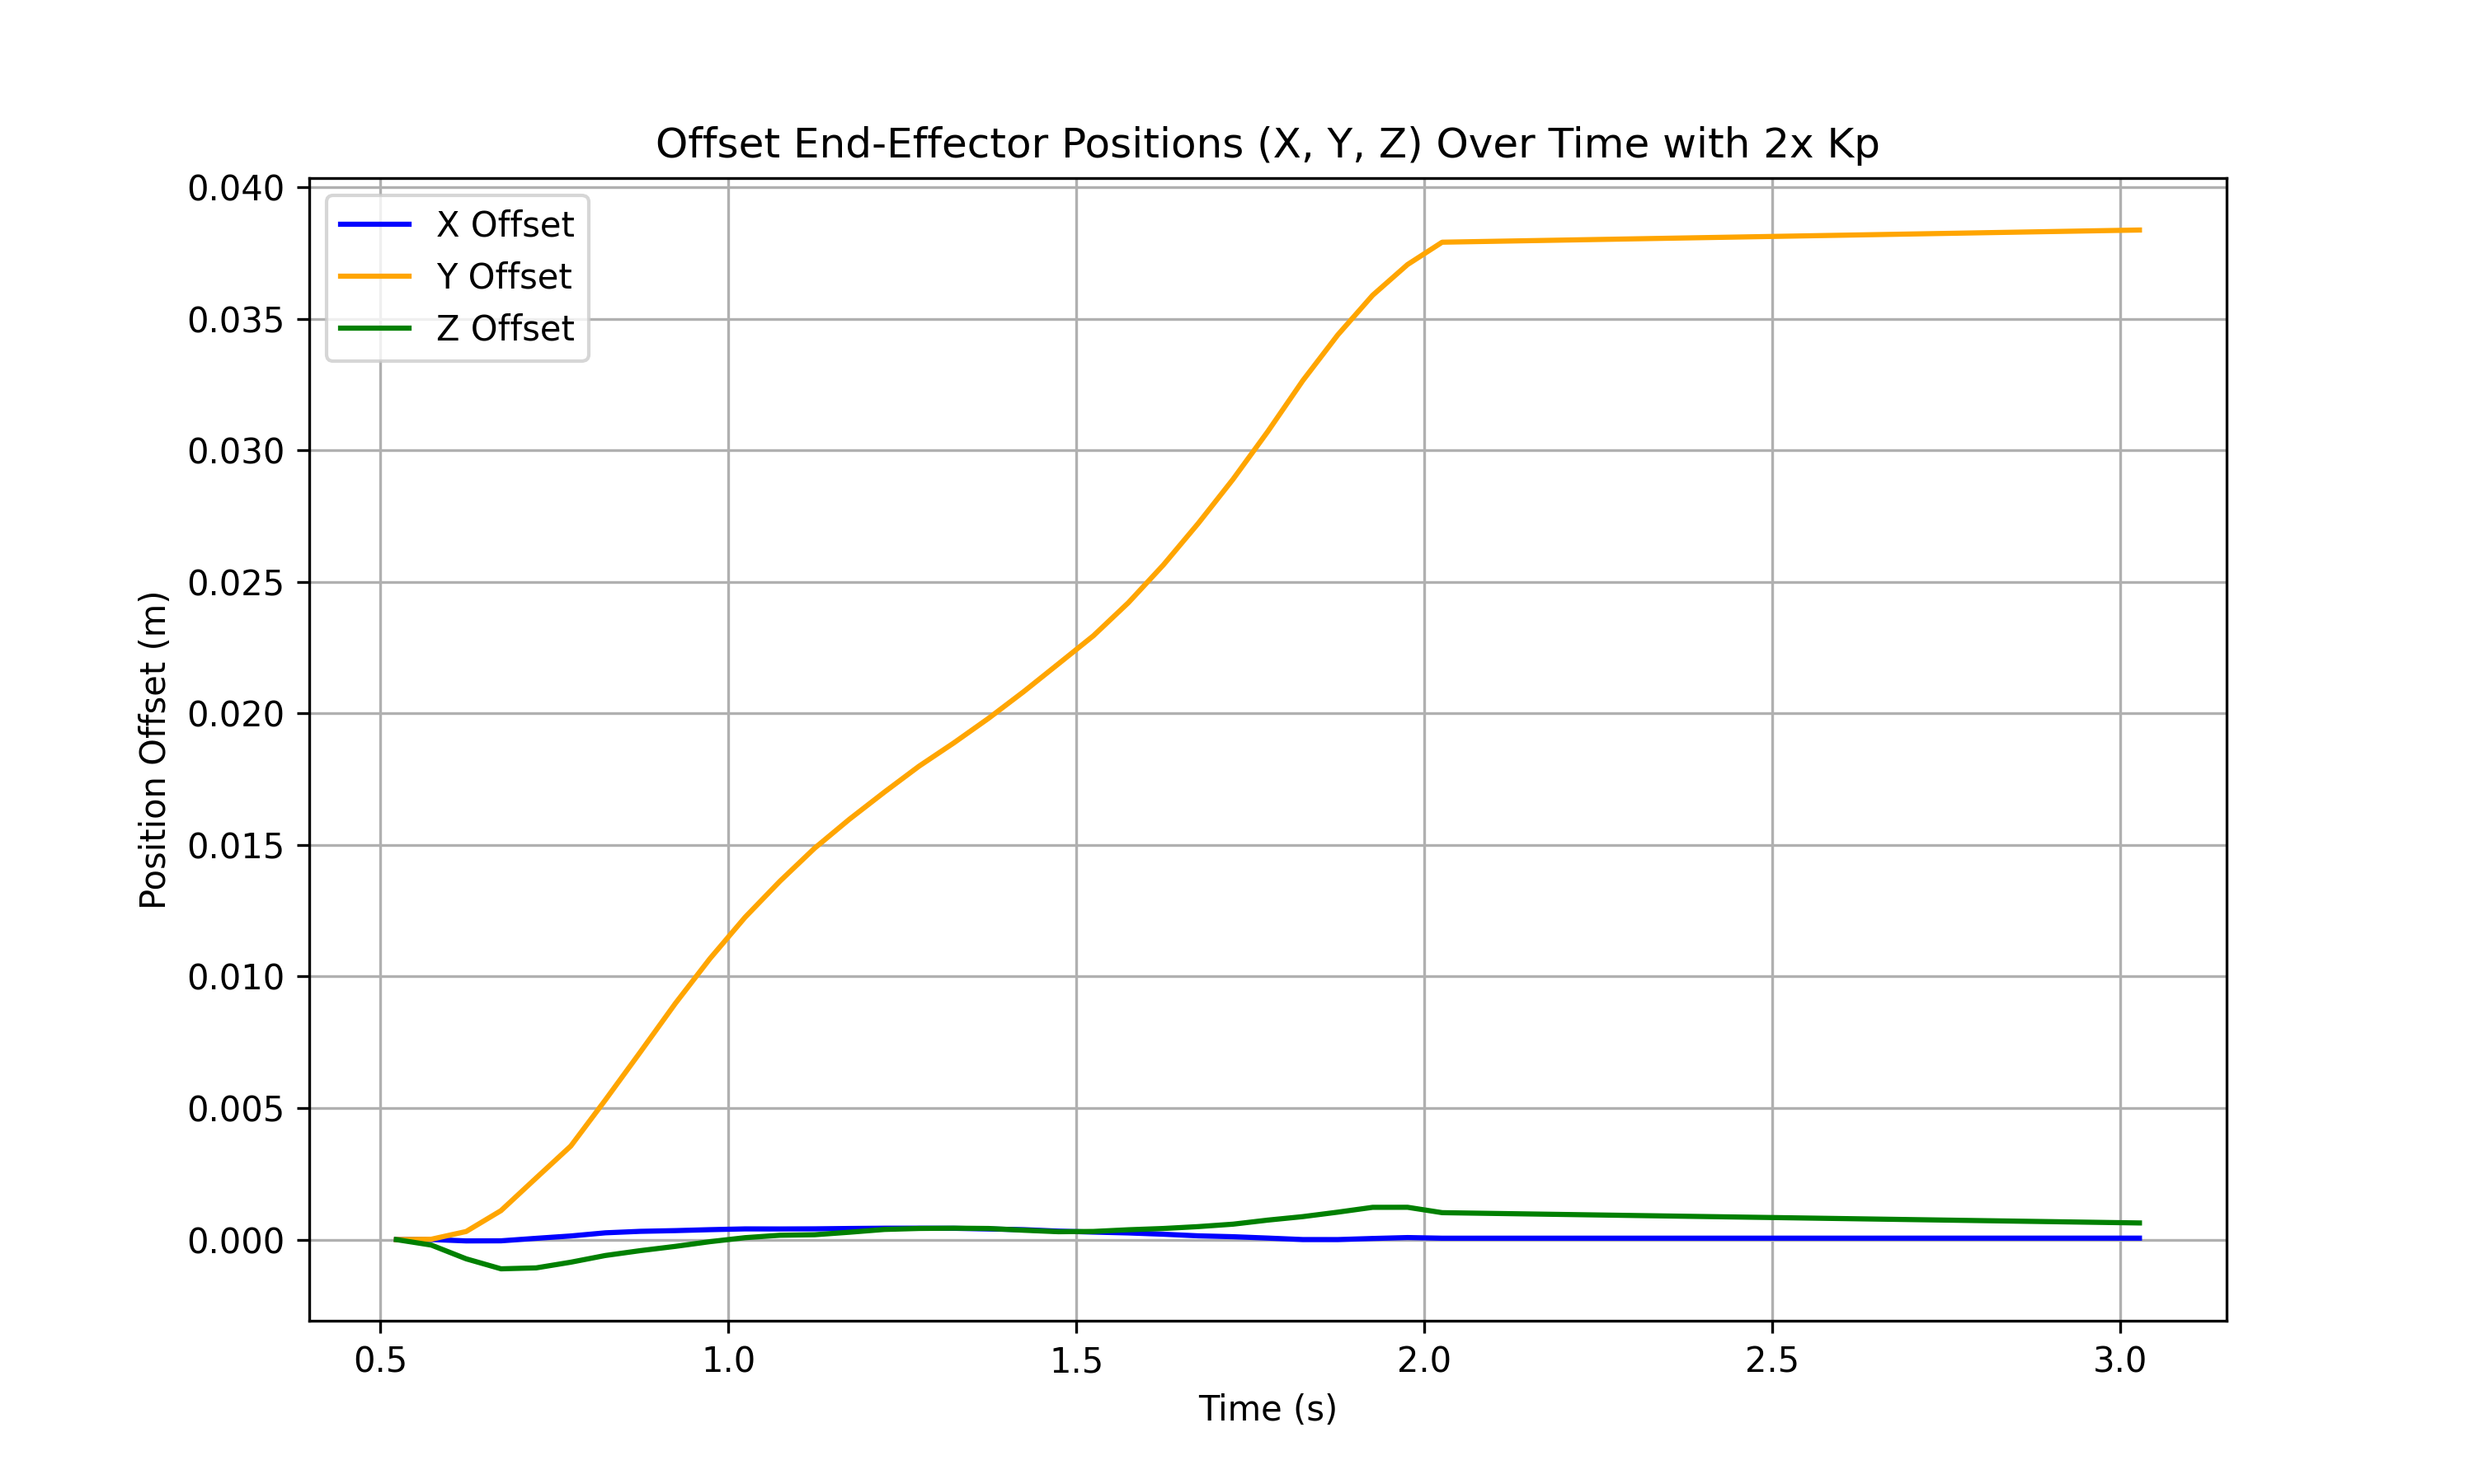 Offset End-Effector Positions (X, Y, Z) Over Time with 2x Kp
X Offset
Y Offset
Z Offset
0.040
0.035
0.030
0.025
0.020
0.015
0.010
0.005
0.000
Position Offset (m)
0.5 1.0 1.5 2.0 2.5 3.0
Time (s)